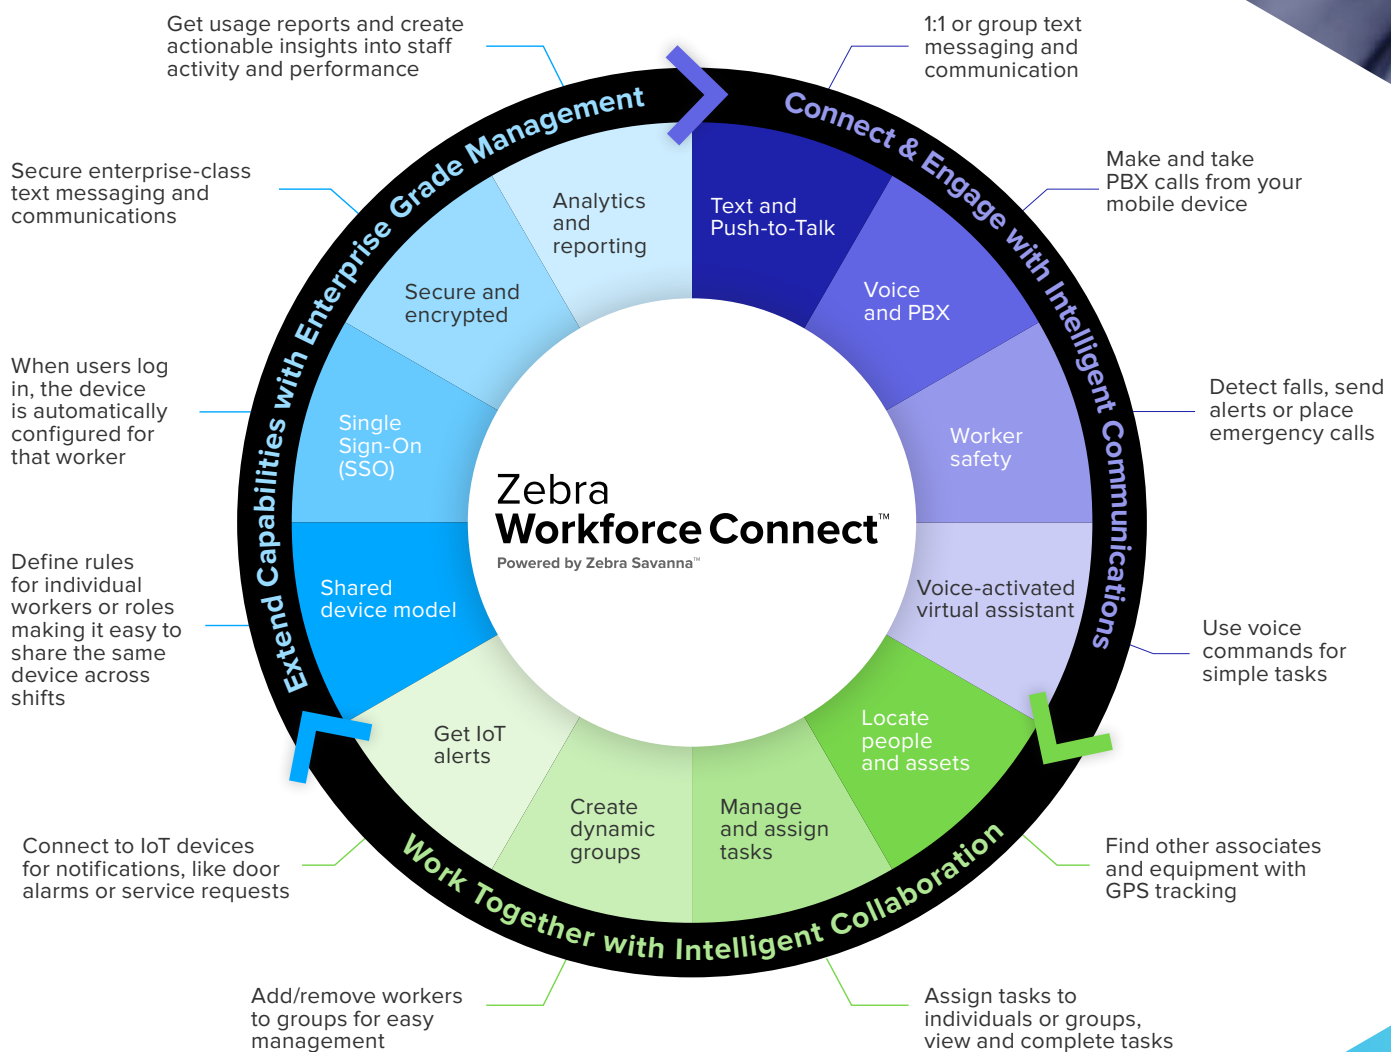 Get usage reports and create
actionable insights into staff
activity and performance
1:1 or group text
messaging and
communication
Secure enterprise-class
text messaging and
communications
Make and take
PBX calls from your
mobile device
When users log
in, the device
is automatically
configured for
that worker
Detect falls, send
alerts or place
emergency calls
Define rules
for individual
workers or roles
making it easy to
share the same
device across
shifts
Use voice
commands for
simple tasks
Connect to IoT devices
for notifications, like door
alarms or service requests
Find other associates
and equipment with
GPS tracking
Add/remove workers
to groups for easy
management
Assign tasks to
individuals or groups,
view and complete tasks
Extend Capabilities with Enterprise Grade Management
Connect & Engage with Intelligent Communications
Work Together with Intelligent Collaboration
Analytics
and
reporting
Text and
Push-to-Talk
Secure and
encrypted
Voice
and PBX
Single
Sign-On
(SSO)
Worker
safety
Shared
device model
Voice-activated
virtual assistant
Get IoT
alerts
Locate
people
and assets
Create
dynamic
groups
Manage
and assign
tasks
Zebra
Workforce Connect™
Powered by Zebra Savanna™